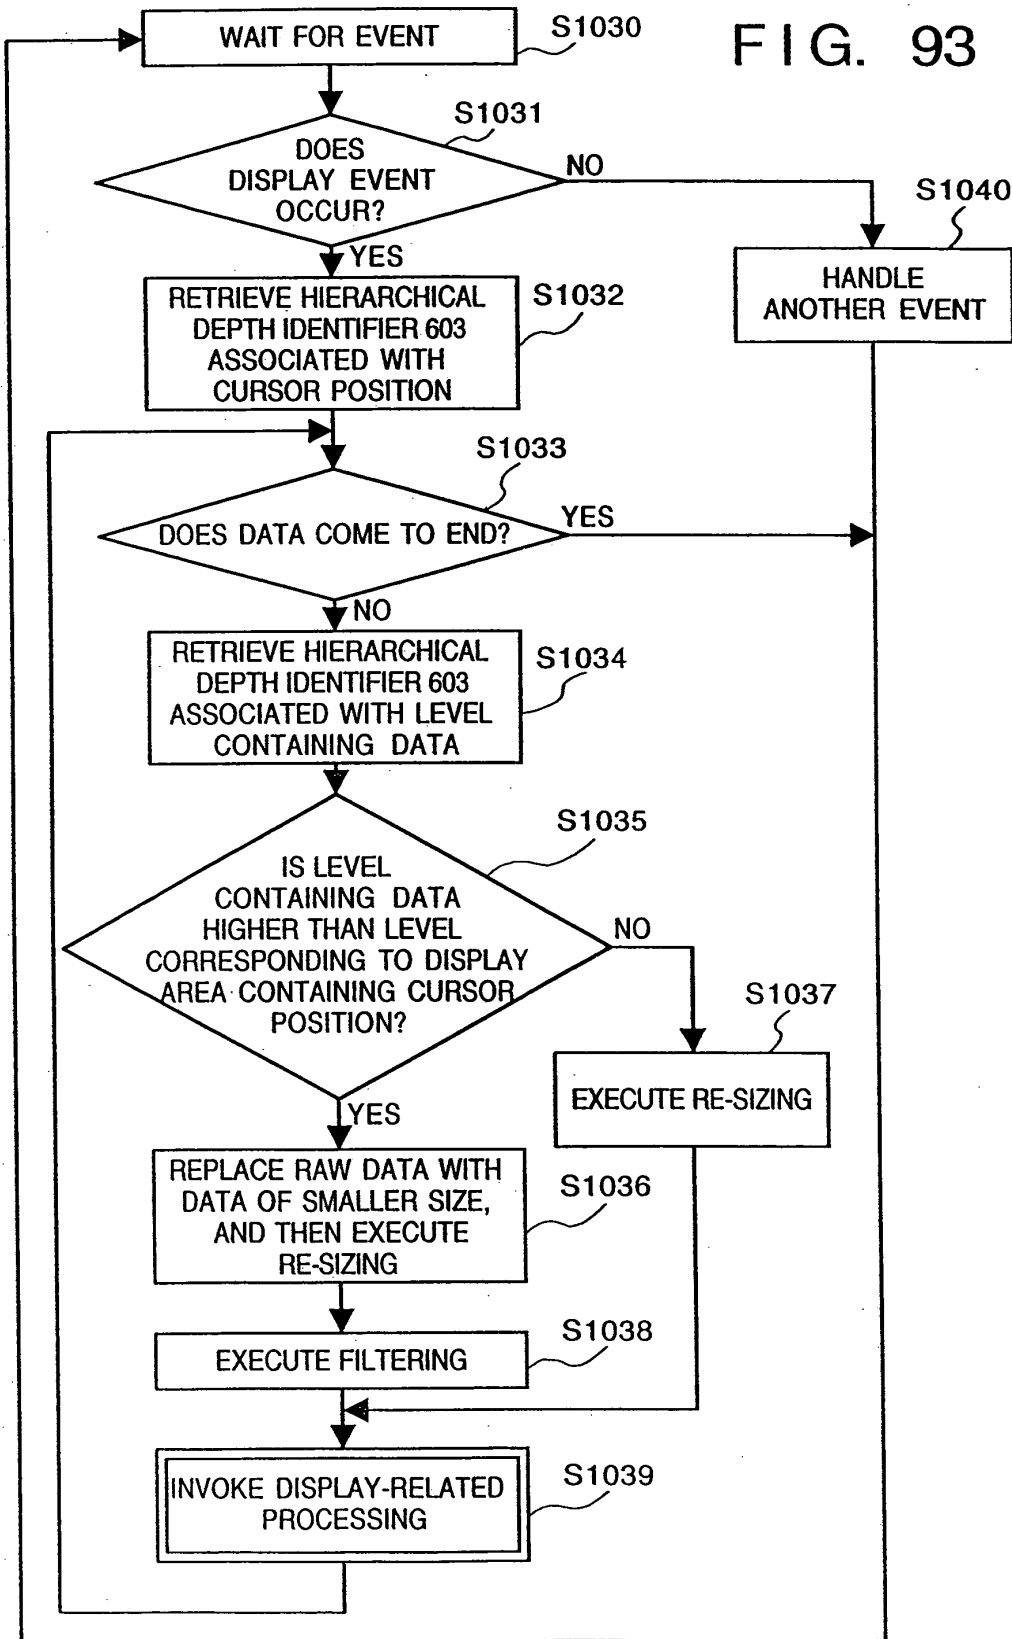 FIG. 93
WAIT FOR EVENT
S1030
DOES
DISPLAY EVENT
OCCUR?
S1031
NO
YES
S1040
HANDLE
ANOTHER EVENT
RETRIEVE HIERARCHICAL
DEPTH IDENTIFIER 603
ASSOCIATED WITH
CURSOR POSITION
S1032
S1033
DOES DATA COME TO END?
YES
NO
RETRIEVE HIERARCHICAL
DEPTH IDENTIFIER 603
ASSOCIATED WITH LEVEL
CONTAINING DATA
S1034
S1035
IS LEVEL
CONTAINING DATA
HIGHER THAN LEVEL
CORRESPONDING TO DISPLAY
AREA CONTAINING CURSOR
POSITION?
NO
YES
S1037
EXECUTE RE-SIZING
REPLACE RAW DATA WITH
DATA OF SMALLER SIZE,
AND THEN EXECUTE
RE-SIZING
S1036
EXECUTE FILTERING
S1038
INVOKE DISPLAY-RELATED
PROCESSING
S1039